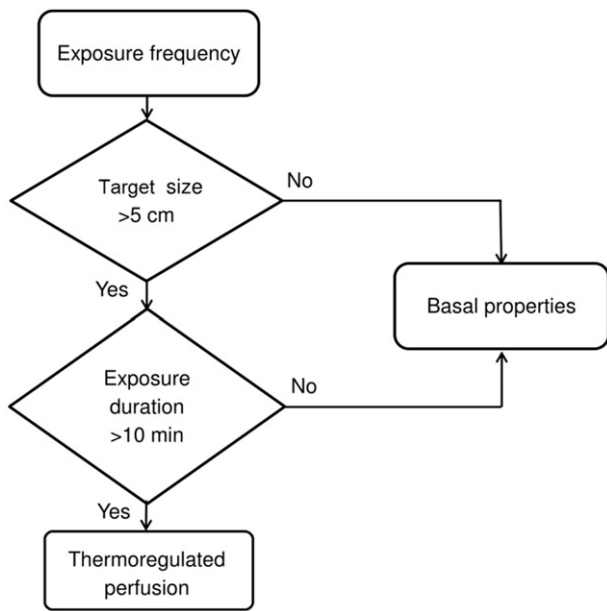 Exposure frequency
Target size
>5 cm
No
Yes
Basal properties
Exposure
duration
>10 min
No
Yes
Thermoregulated
perfusion